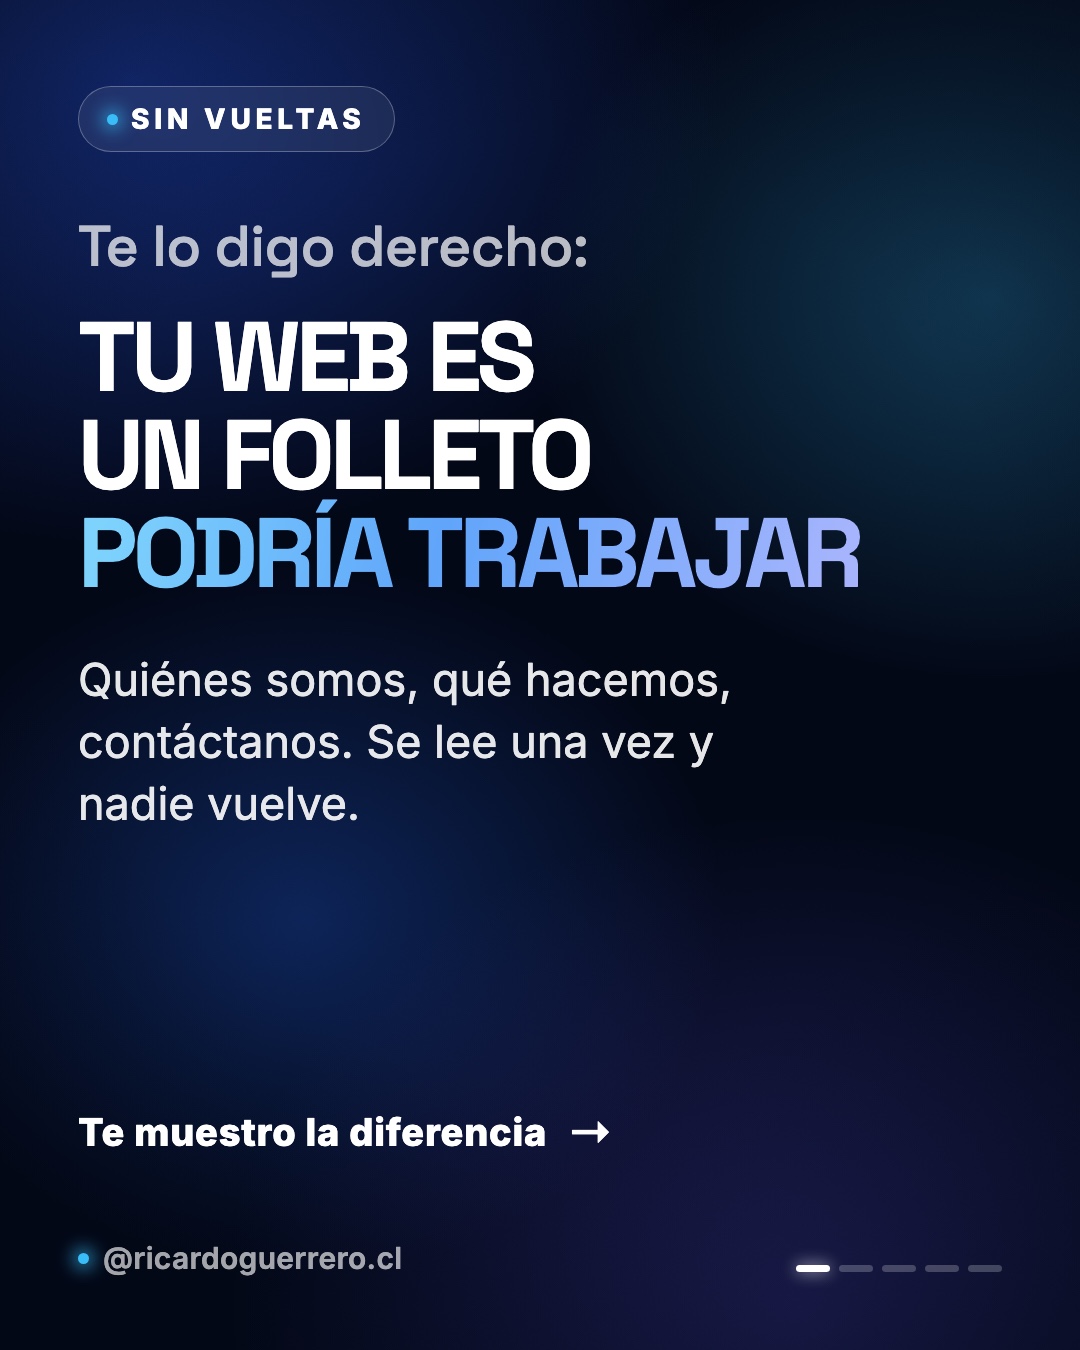 SIN VUELTAS
Te lo digo derecho:
TU WEB ES
UN FOLLETO
PODRÍA TRABAJAR
Quiénes somos, qué hacemos,
contáctanos. Se lee una vez y
nadie vuelve.
Te muestro la diferencia →
@ricardoguerrero.cl